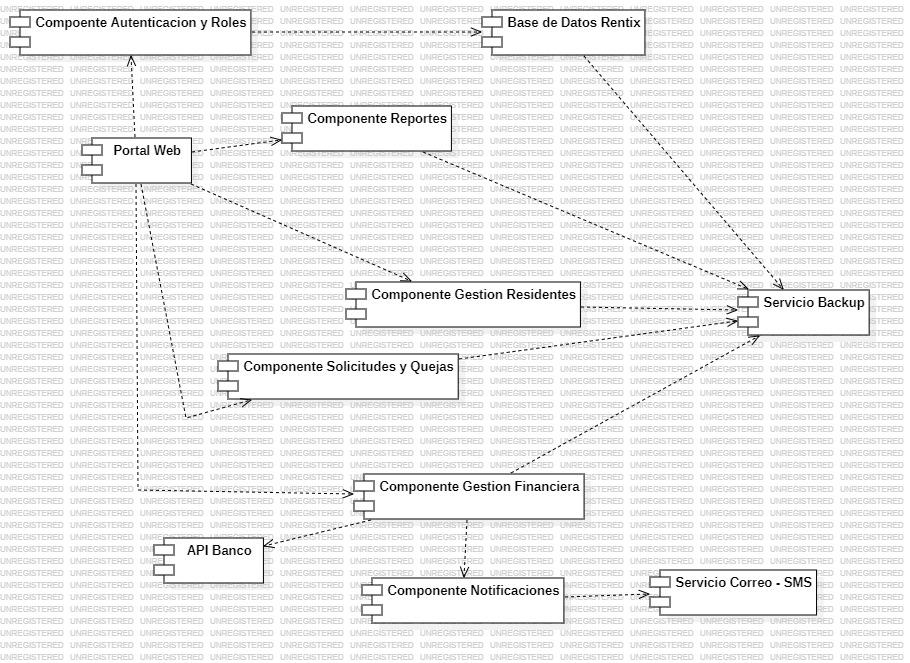 Compoente Autenticacion y Roles
Base de Datos Rentix
Componente Reportes
Portal Web
Componente Gestion Residentes
Servicio Backup
Componente Solicitudes y Quejas
Componente Gestion Financiera
API Banco
Componente Notificaciones
Servicio Correo - SMS
UNREGISTERED